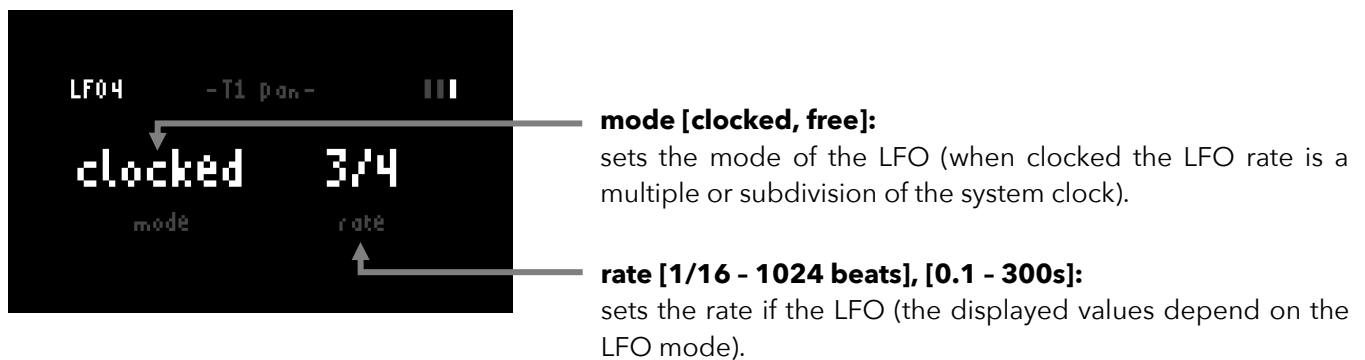 LFO4 -T1 pan-
clocked 3/4
mode rate
mode [clocked, free]:
sets the mode of the LFO (when clocked the LFO rate is a
multiple or subdivision of the system clock).
rate [1/16 – 1024 beats], [0.1 – 300s]:
sets the rate if the LFO (the displayed values depend on the
LFO mode).